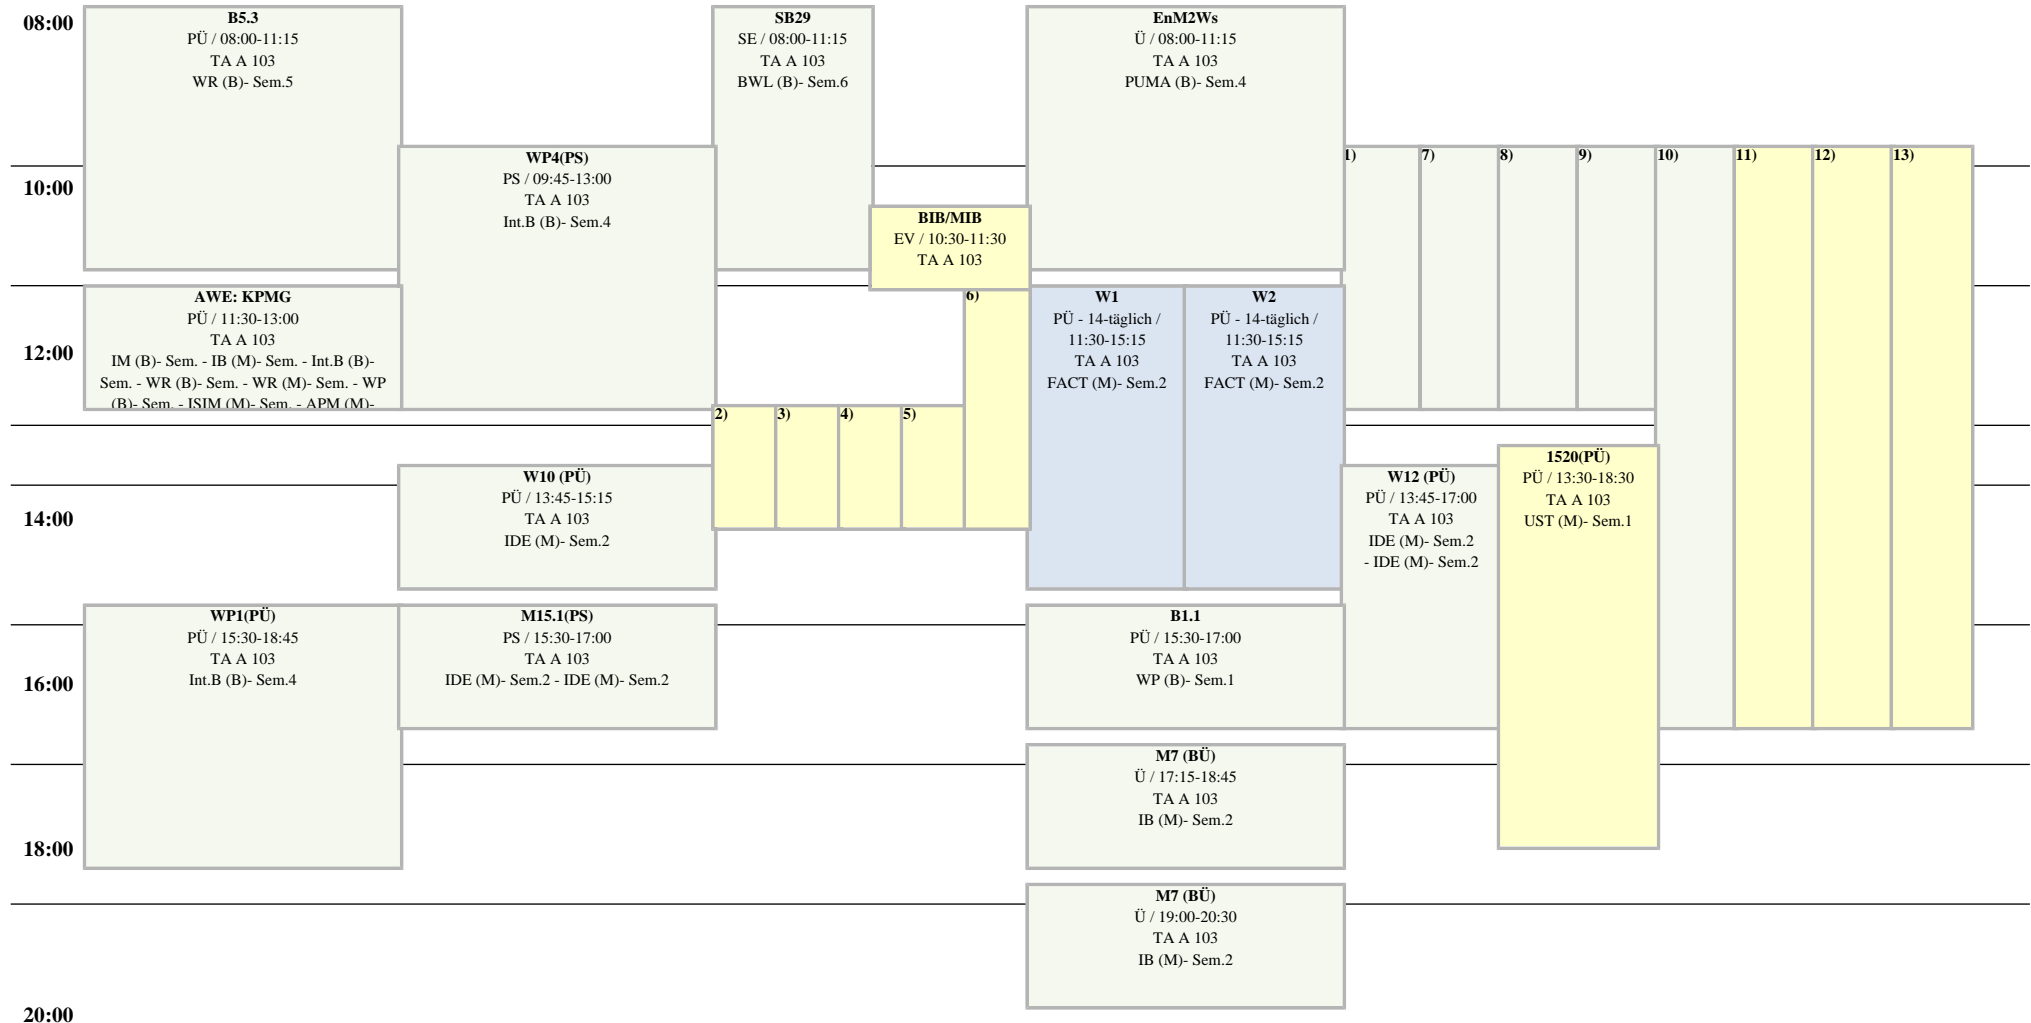 08:00
10:00
12:00
14:00
16:00
18:00
20:00
B5.3
PÜ / 08:00-11:15
TA A 103
WR (B)- Sem.5
AWE: KPMG
PÜ / 11:30-13:00
TA A 103
IM (B)- Sem. - IB (M)- Sem. - Int.B (B)-
Sem. - WR (B)- Sem. - WR (M)- Sem. - WP
(B)- Sem. - ISIM (M)- Sem. - APM (M)-
WP1(PÜ)
PÜ / 15:30-18:45
TA A 103
Int.B (B)- Sem.4
WP4(PS)
PS / 09:45-13:00
TA A 103
Int.B (B)- Sem.4
W10 (PÜ)
PÜ / 13:45-15:15
TA A 103
IDE (M)- Sem.2
M15.1(PS)
PS / 15:30-17:00
TA A 103
IDE (M)- Sem.2 - IDE (M)- Sem.2
SB29
SE / 08:00-11:15
TA A 103
BWL (B)- Sem.6
BIB/MIB
EV / 10:30-11:30
TA A 103
2)
3)
4)
5)
6)
EnM2Ws
Ü / 08:00-11:15
TA A 103
PUMA (B)- Sem.4
W1
PÜ - 14-täglich /
11:30-15:15
TA A 103
FACT (M)- Sem.2
W2
PÜ - 14-täglich /
11:30-15:15
TA A 103
FACT (M)- Sem.2
B1.1
PÜ / 15:30-17:00
TA A 103
WP (B)- Sem.1
M7 (BÜ)
Ü / 17:15-18:45
TA A 103
IB (M)- Sem.2
M7 (BÜ)
Ü / 19:00-20:30
TA A 103
IB (M)- Sem.2
1)
7)
8)
9)
10)
11)
12)
13)
W12 (PÜ)
PÜ / 13:45-17:00
TA A 103
IDE (M)- Sem.2
- IDE (M)- Sem.2
1520(PÜ)
PÜ / 13:30-18:30
TA A 103
UST (M)- Sem.1